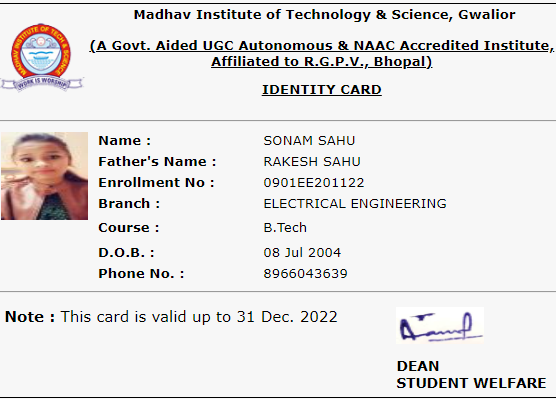 Madhav Institute of Technology & Science, Gwalior
(A Govt. Aided UGC Autonomous & NAAC Accredited Institute,
Affiliated to R.G.P.V., Bhopal)
IDENTITY CARD
MADHAV INSTITUTE OF TECH. & SCIENCE
WORK IS WORSHIP
Name : SONAM SAHU
Father's Name : RAKESH SAHU
Enrollment No : 0901EE201122
Branch : ELECTRICAL ENGINEERING
Course : B.Tech
D.O.B. : 08 Jul 2004
Phone No. : 8966043639
Note : This card is valid up to 31 Dec. 2022
DEAN
STUDENT WELFARE